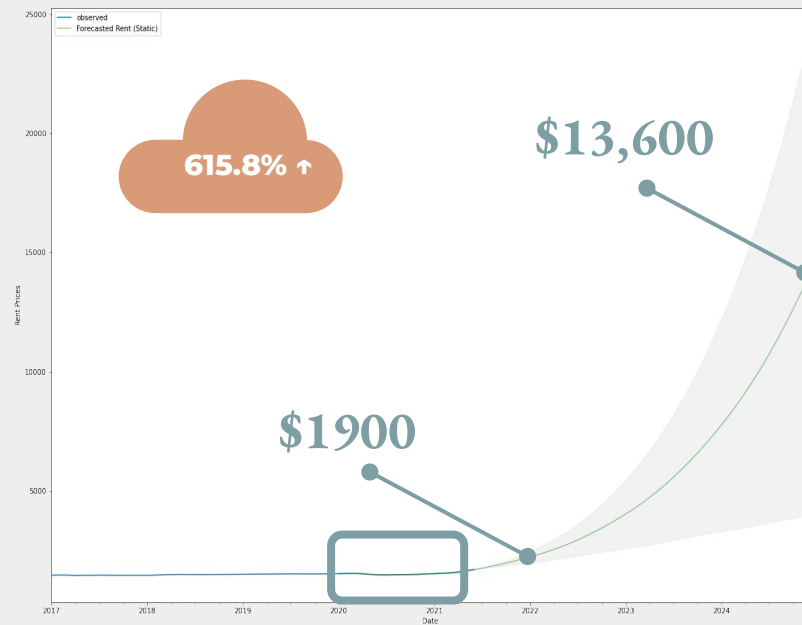 25000
observed
Forecasted Rent (Static)
615.8% ↑
$13,600
20000
15000
Rent Prices
10000
$1900
5000
2017 2018 2019 2020 2021 2022 2023 2024
Date